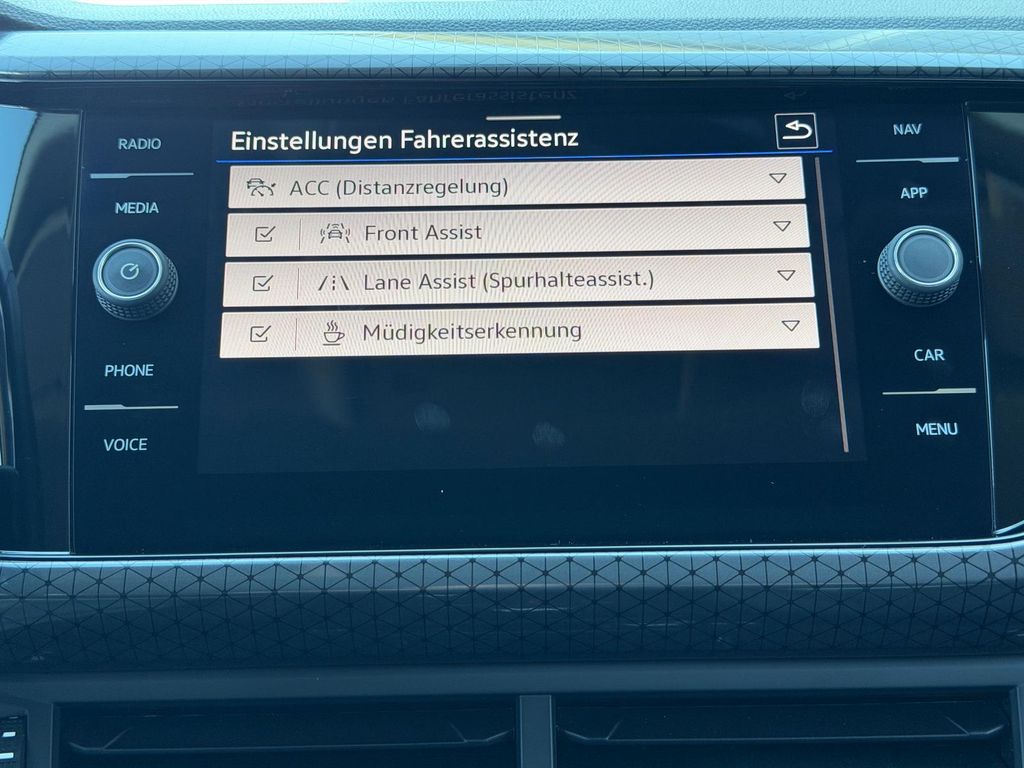 RADIO
MEDIA
PHONE
VOICE
Einstellungen Fahrerassistenz
ACC (Distanzregelung)
Front Assist
Lane Assist (Spurhalteassist.)
Müdigkeitserkennung
NAV
APP
CAR
MENU